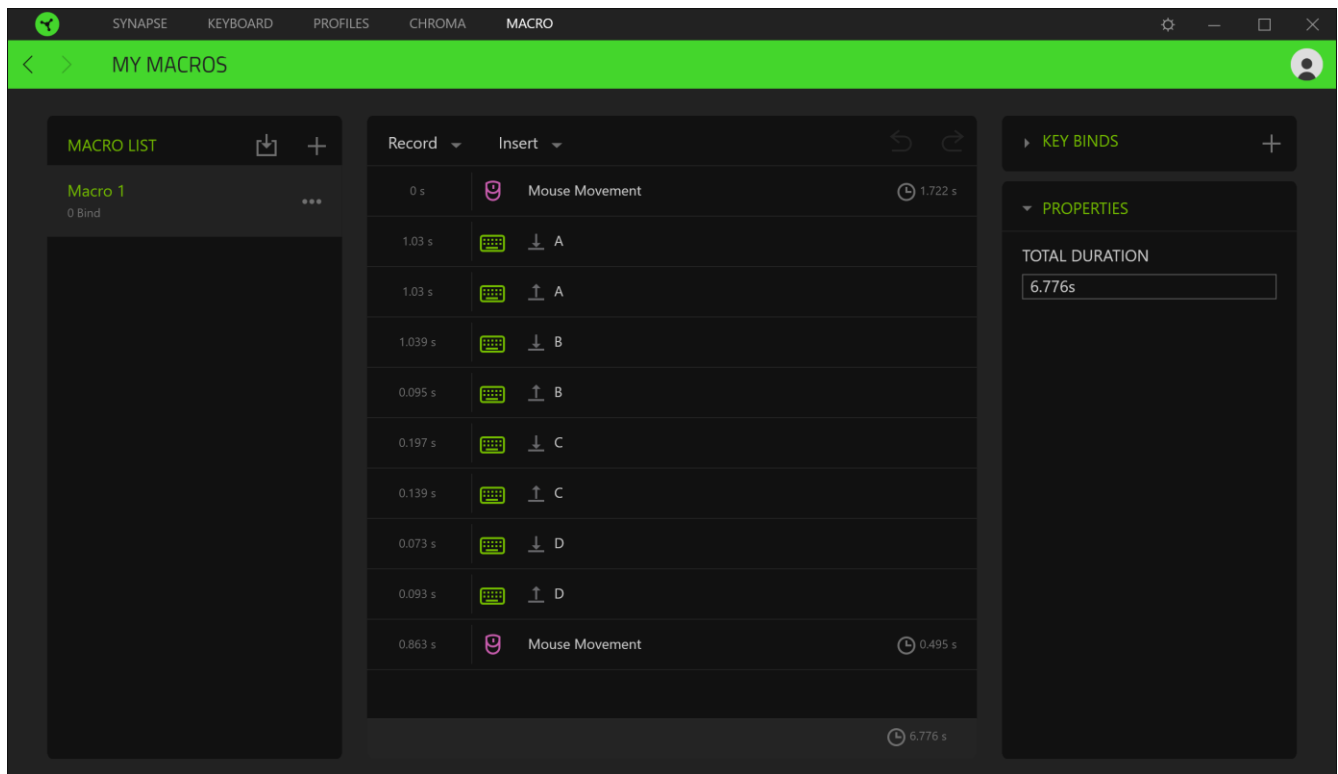 SYNAPSE KEYBOARD PROFILES CHROMA MACRO
MY MACROS
MACRO LIST
Macro 1
0 Bind
Record Insert
0 s Mouse Movement 1.722 s
1.03 s A
1.03 s A
1.039 s B
0.095 s B
0.197 s C
0.139 s C
0.073 s D
0.093 s D
0.863 s Mouse Movement 0.495 s
6.776 s
KEY BINDS
PROPERTIES
TOTAL DURATION
6.776s